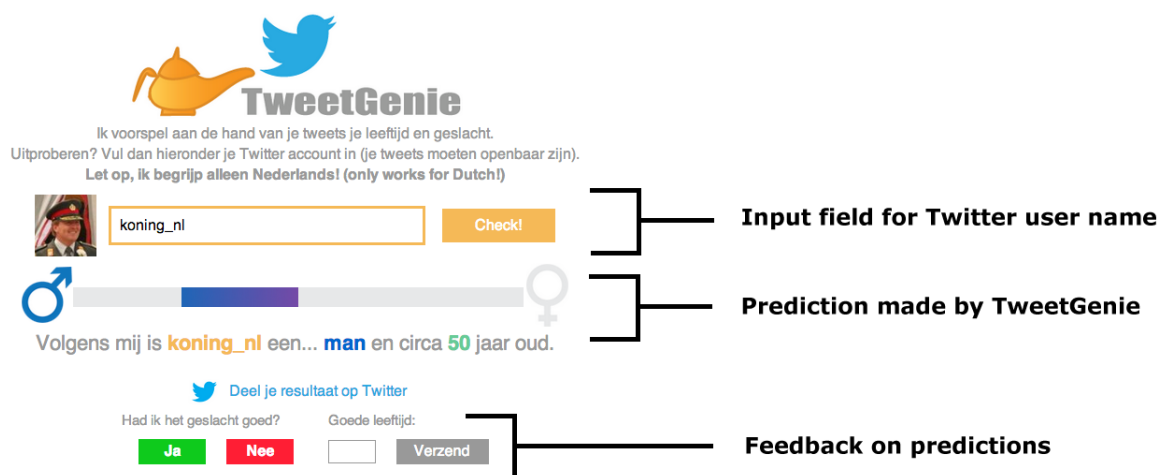 TweetGenie
Ik voorspel aan de hand van je tweets je leeftijd en geslacht.
Uitproberen? Vul dan hieronder je Twitter account in (je tweets moeten openbaar zijn).
Let op, ik begrijp alleen Nederlands! (only works for Dutch!)
koning_nl Check!
Input field for Twitter user name
Prediction made by TweetGenie
Volgens mij is koning_nl een... man en circa 50 jaar oud.
Deel je resultaat op Twitter
Had ik het geslacht goed? Goede leeftijd:
Ja Nee Verzend
Feedback on predictions